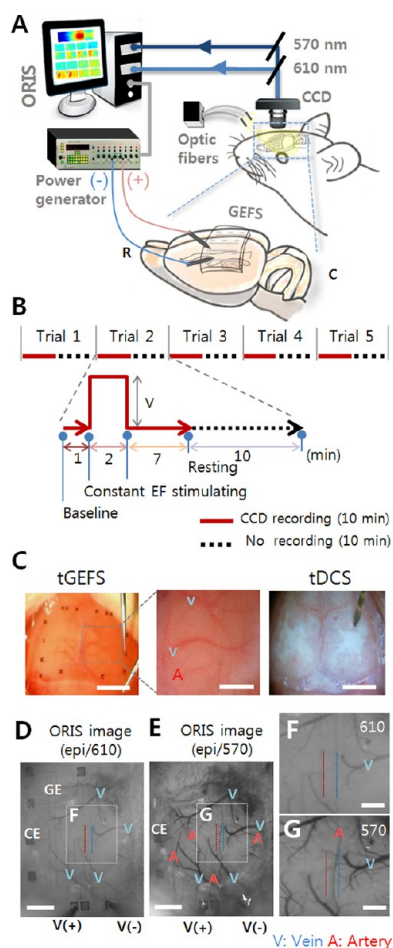 A
570 nm
610 nm
ORIS
CCD
Optic
fibers
Power
generator
(-)
(+)
GEFS
R
C
B
Trial 1
Trial 2
Trial 3
Trial 4
Trial 5
V
1
2
7
10
(min)
Resting
Constant EF stimulating
Baseline
CCD recording (10 min)
No recording (10 min)
C
tGEFS
tDCS
V
V
A
D
ORIS image
(epi/610)
E
ORIS image
(epi/570)
F
610
V
GE
CE
F
V
V
V
V
CE
G
V
V
V
A
A
A
A
G
570
A
V
V(+)
V(-)
V(+)
V(-)
V: Vein A: Artery